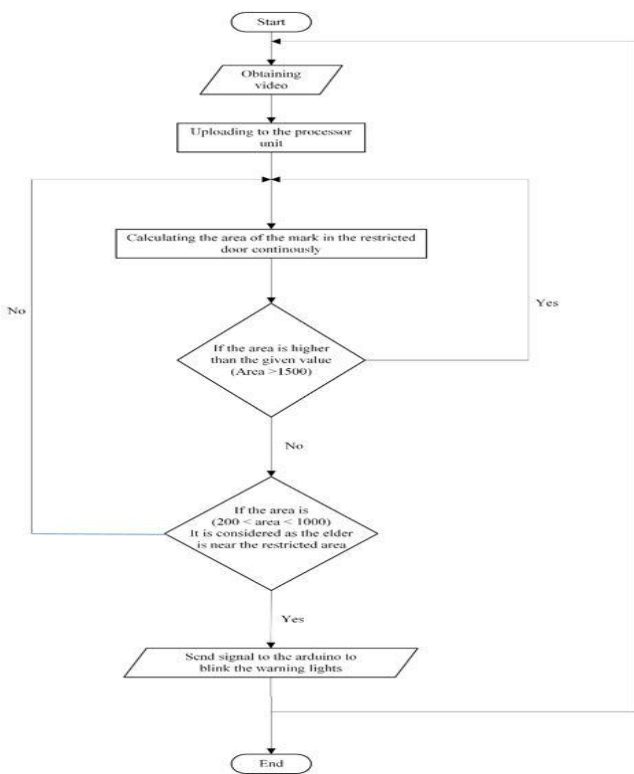 Start
Obtaining
video
Uploading to the processor
unit
Calculating the area of the mark in the restricted
door continously
No
Yes
If the area is higher
than the given value
(Area >1500)
No
If the area is
(200 < area < 1000)
It is considered as the elder
is near the restricted area
Yes
Send signal to the arduino to
blink the warning lights
End